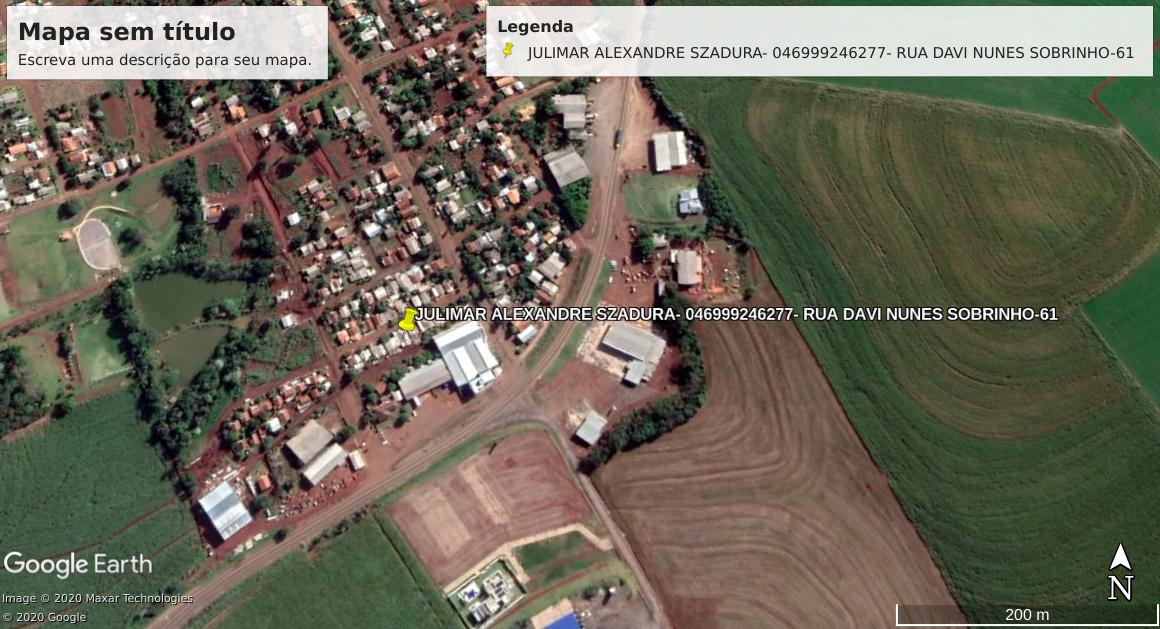 Mapa sem título
Escreva uma descrição para seu mapa.
Legenda
JULIMAR ALEXANDRE SZADURA- 046999246277- RUA DAVI NUNES SOBRINHO-61
JULIMAR ALEXANDRE SZADURA- 046999246277- RUA DAVI NUNES SOBRINHO-61
Google Earth
Image © 2020 Maxar Technologies
© 2020 Google
N
200 m